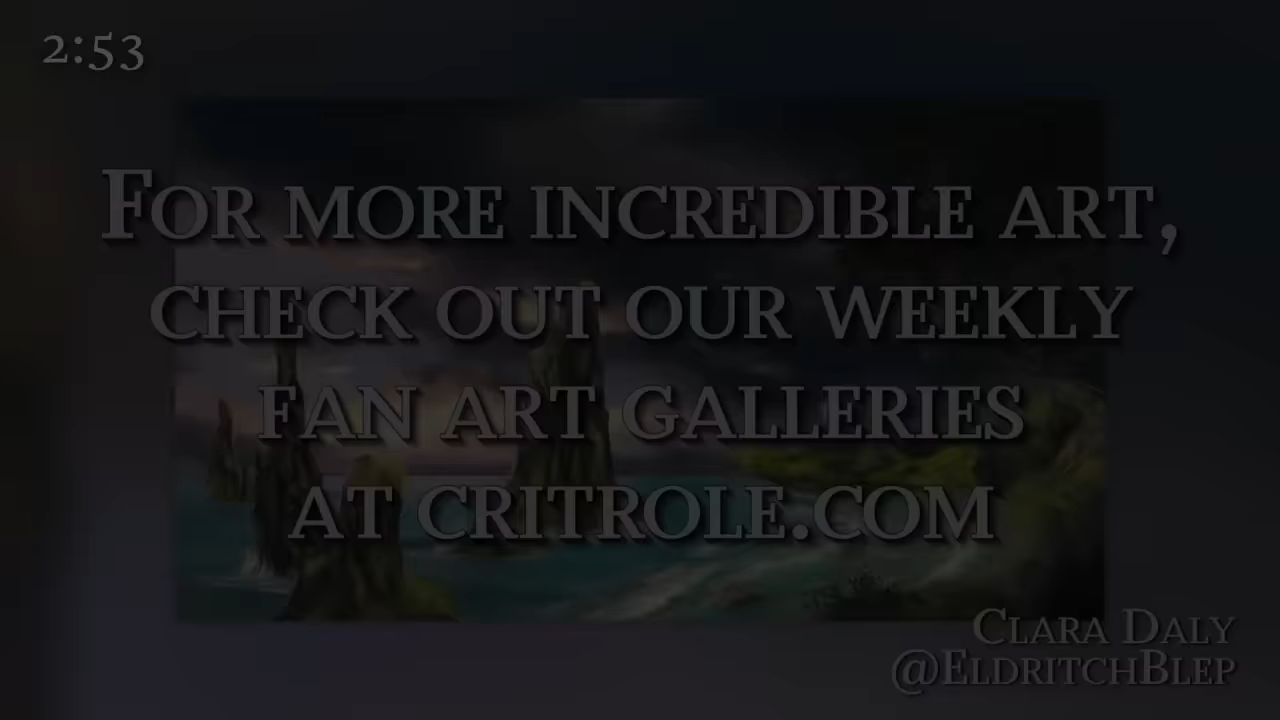 2:53
For more incredible art,
check out our weekly
fan art galleries
at critrole.com
Clara Daly
@EldritchBlep